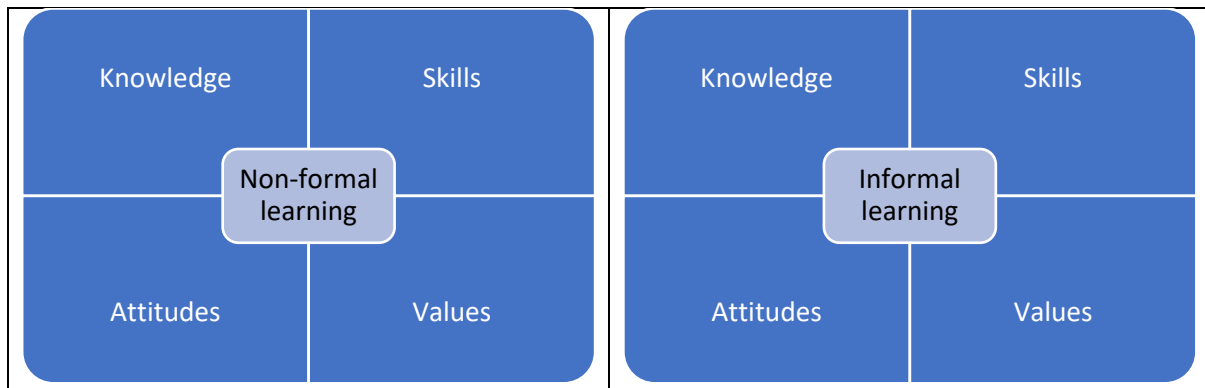 Knowledge
Skills
Non-formal
learning
Attitudes
Values
Knowledge
Skills
Informal
learning
Attitudes
Values